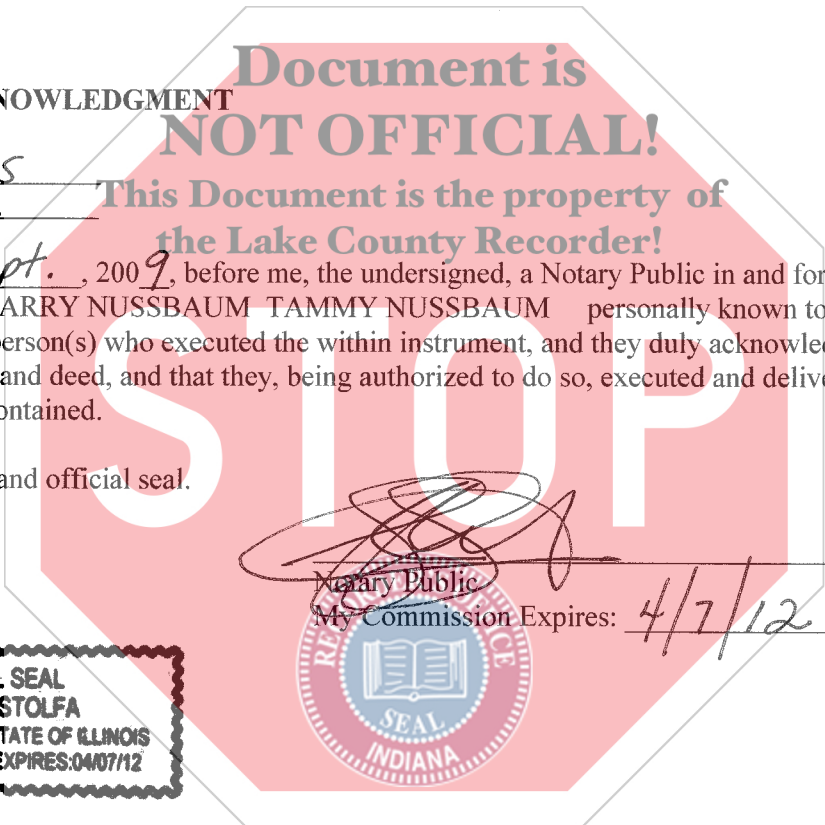 Document is
NOWLEDGMENT
NOT OFFICIAL!
s
This Document is the property of
the Lake County Recorder!
pt. , 2009, before me, the undersigned, a Notary Public in and for
ARRY NUSSBAUM TAMMY NUSSBAUM personally known to
erson(s) who executed the within instrument, and they duly acknowled
and deed, and that they, being authorized to do so, executed and delive
ontained.
STOP
and official seal.
Notary Public
My Commission Expires: 4/7/12
RECORDER'S OFFICE
SEAL
INDIANA
SEAL
STOLFA
TATE OF ILLINOIS
EXPIRES:04/07/12